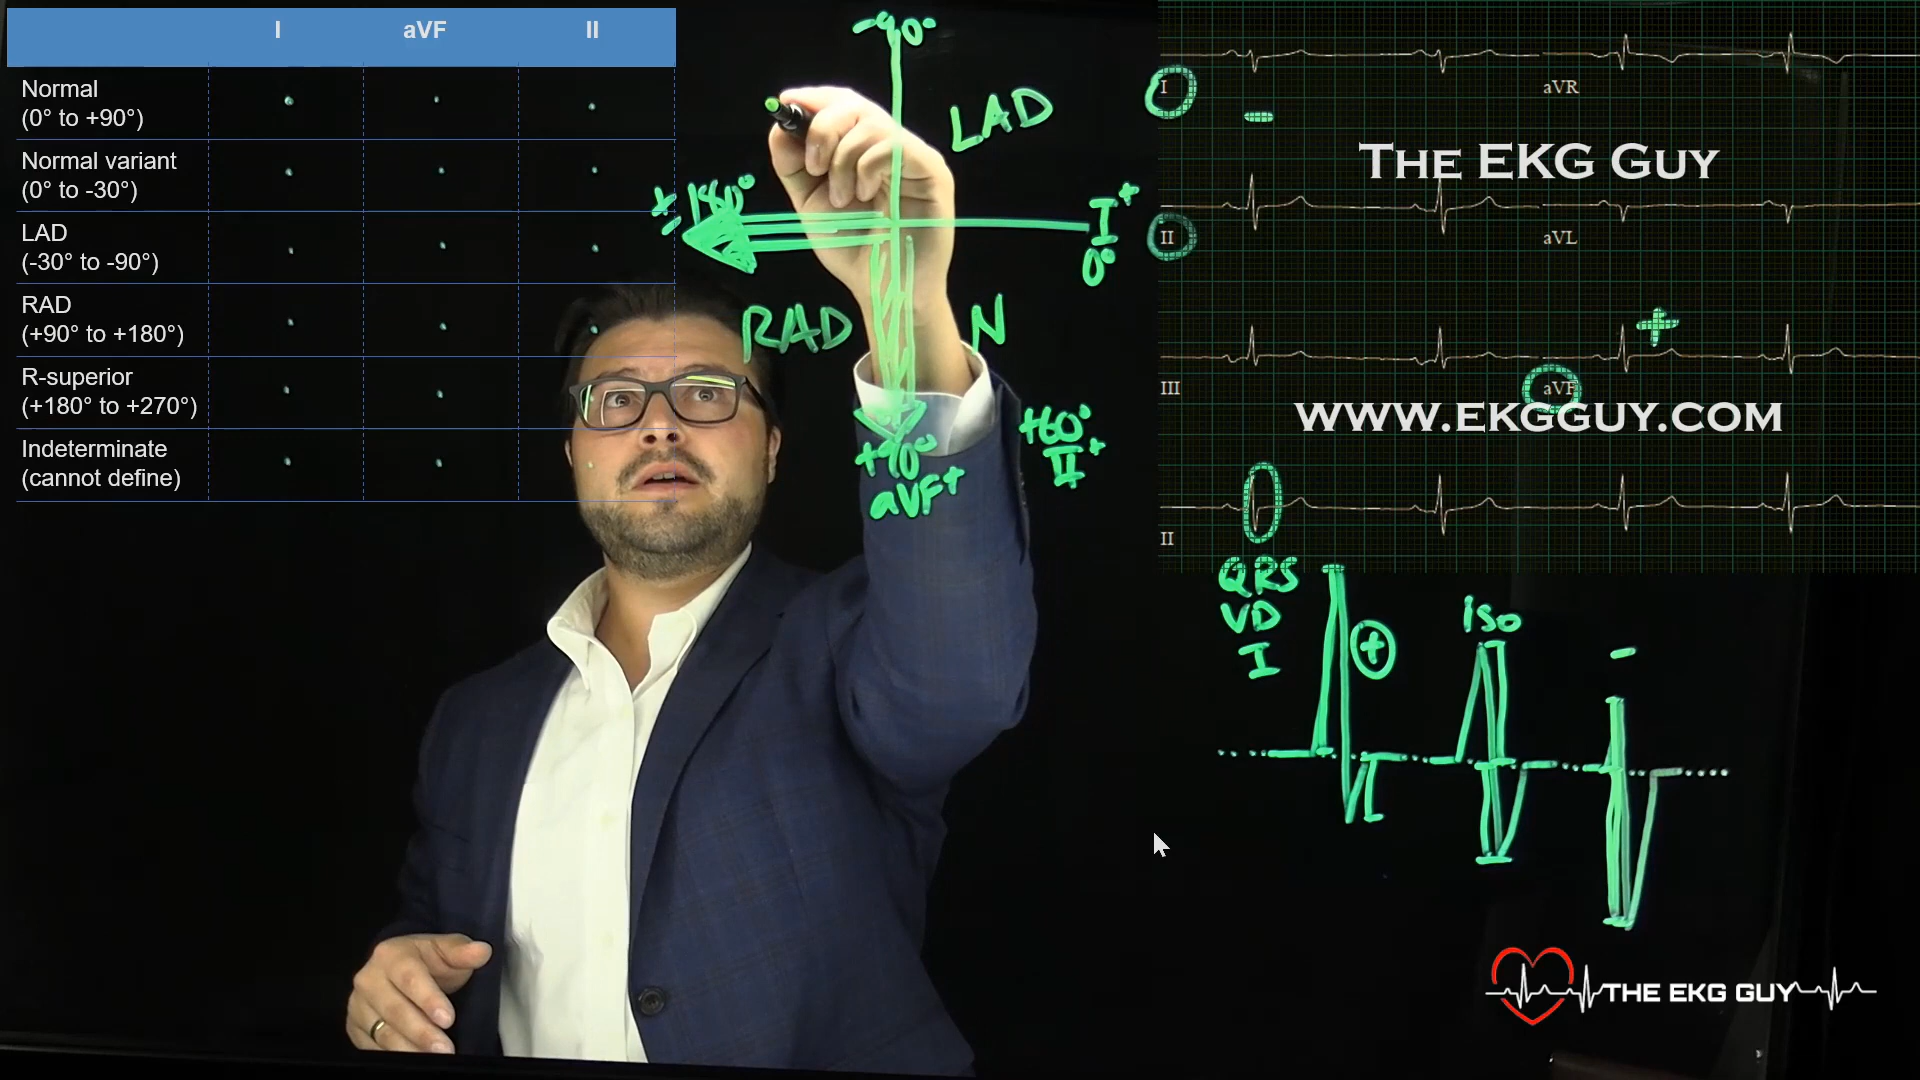 I aVF II
Normal
(0° to +90°)
Normal variant
(0° to -30°)
LAD
(-30° to -90°)
RAD
(+90° to +180°)
R-superior
(+180° to +270°)
Indeterminate
(cannot define)
-90°
LAD
±180°
I+
0°
RAD
N
+90°
aVF+
+60°
II+
I
aVR
-
THE EKG GUY
II
aVL
+
III
aVF
WWW.EKGGUY.COM
II
QRS
VD
I
+
Iso
-
THE EKG GUY